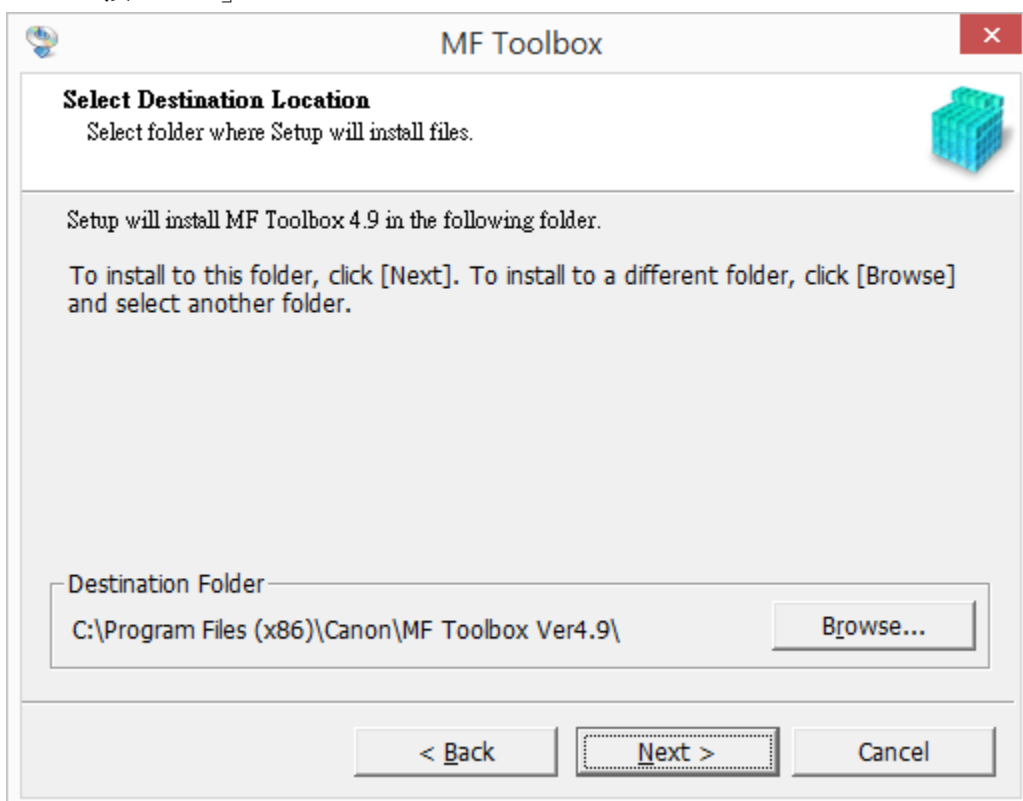 MF Toolbox
Select Destination Location
Select folder where Setup will install files.
Setup will install MF Toolbox 4.9 in the following folder.
To install to this folder, click [Next]. To install to a different folder, click [Browse]
and select another folder.
Destination Folder
C:\Program Files (x86)\Canon\MF Toolbox Ver4.9\
Browse...
< Back
Next >
Cancel